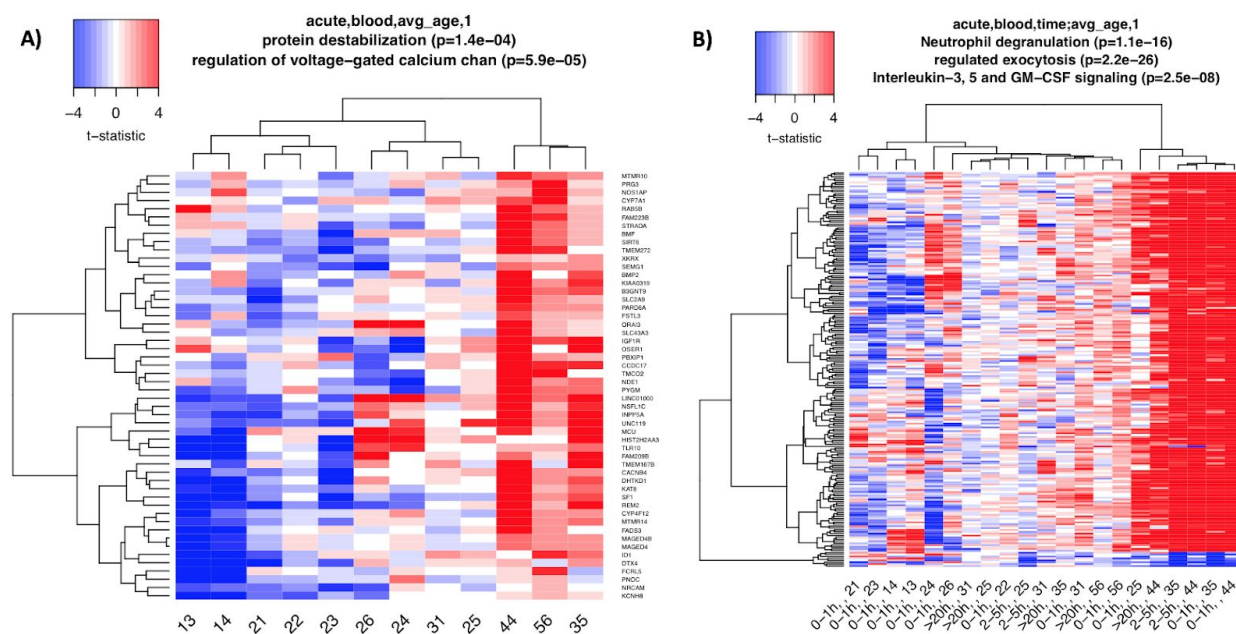 A)
acute,blood,avg_age,1
protein destabilization (p=1.4e−04)
regulation of voltage−gated calcium chan (p=5.9e−05)
−4 0 4
t−statistic
MTMR10
PRG3
NOS1AP
CYP7A1
RAB5B
FAM223B
STRADA
BMF
SIRT6
TMEM272
XKRX
SEMG1
BMP2
KIAA0319
B3GNT9
SLC2A9
PARD6A
FSTL3
ORAI3
SLC43A3
IGF1R
OSER1
PBXIP1
CCDC17
TMCO2
NDE1
PYGM
LINC01000
NSFL1C
INPP5A
UNC119
MCU
HIST2H2AA3
TLR10
FAM209B
TMEM167B
CACNB4
DHTKD1
KAT8
SF1
REM2
CYP4F12
MTMR14
FADS3
MAGED4B
MAGED4
ID1
DTX4
FCRL5
PNOC
NRCAM
KCNH8
13 14 21 22 23 26 24 31 25 44 56 35
B)
acute,blood,time;avg_age,1
Neutrophil degranulation (p=1.1e−16)
regulated exocytosis (p=2.2e−26)
Interleukin−3, 5 and GM−CSF signaling (p=2.5e−08)
−4 0 4
t−statistic
0−1h, 21
0−1h, 23
0−1h, 14
0−1h, 13
0−1h, 24
0−1h, 26
>20h, 31
>20h, 25
0−1h, 22
2−5h, 25
2−5h, 31
>20h, 35
0−1h, 31
>20h, 56
0−1h, 56
0−1h, 25
>20h, 44
2−5h, 35
2−5h, 44
0−1h, 35
0−1h, 44